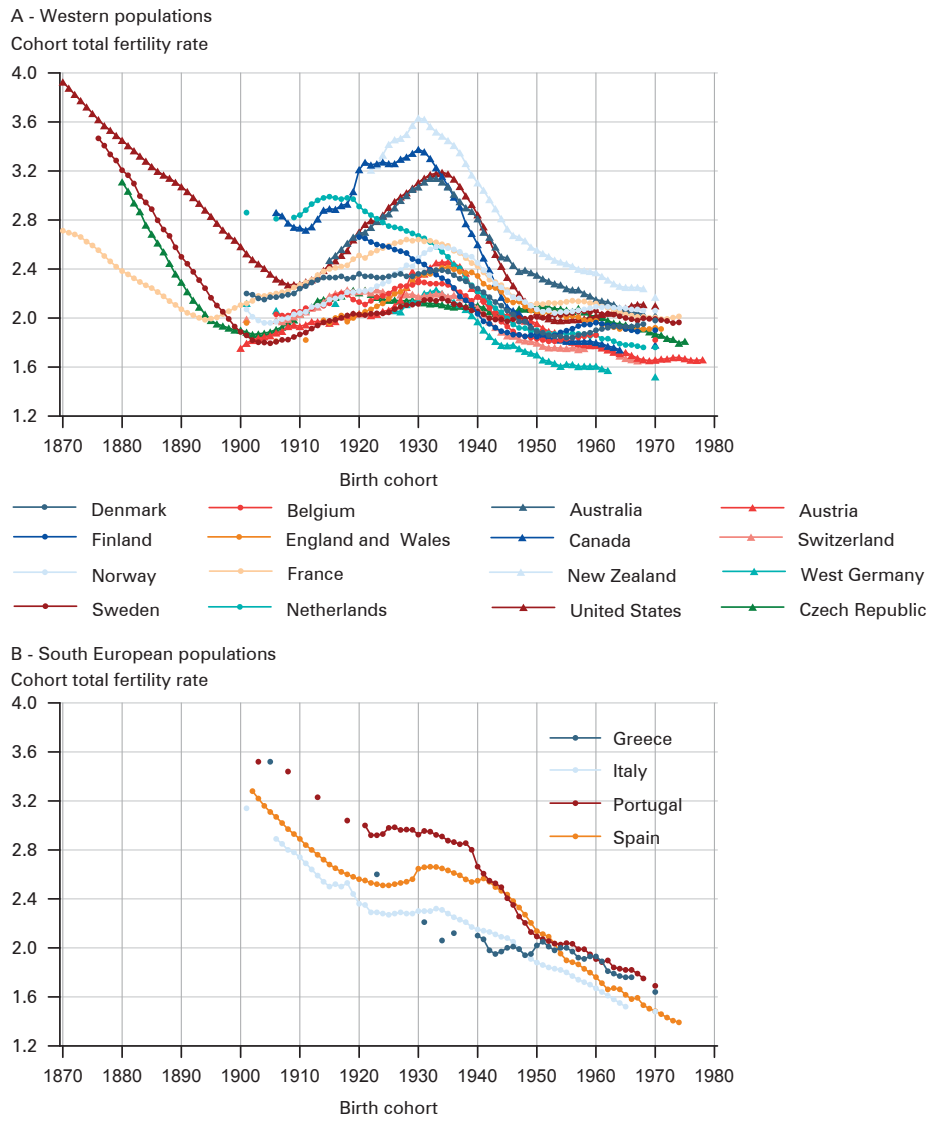 A - Western populations
Cohort total fertility rate
4.0
3.6
3.2
2.8
2.4
2.0
1.6
1.2
1870 1880 1890 1900 1910 1920 1930 1940 1950 1960 1970 1980
Birth cohort
Denmark Belgium Australia Austria
Finland England and Wales Canada Switzerland
Norway France New Zealand West Germany
Sweden Netherlands United States Czech Republic
B - South European populations
Cohort total fertility rate
4.0
3.6
3.2
2.8
2.4
2.0
1.6
1.2
Greece
Italy
Portugal
Spain
1870 1880 1890 1900 1910 1920 1930 1940 1950 1960 1970 1980
Birth cohort